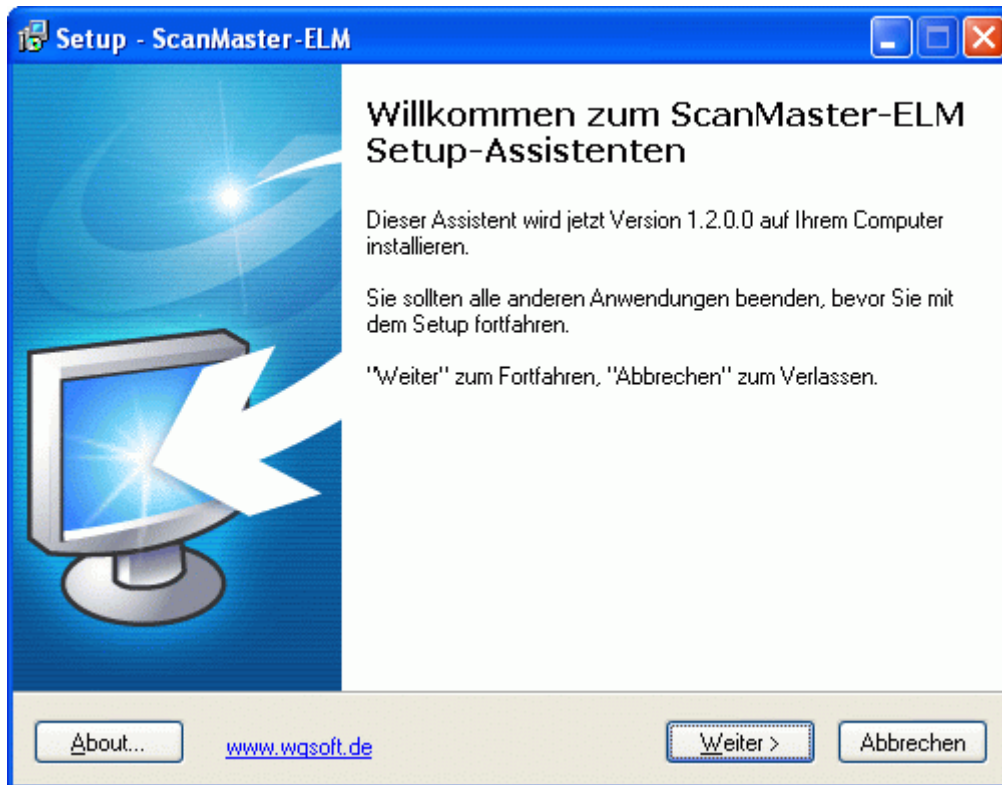 Setup - ScanMaster-ELM
Willkommen zum ScanMaster-ELM
Setup-Assistenten
Dieser Assistent wird jetzt Version 1.2.0.0 auf Ihrem Computer
installieren.
Sie sollten alle anderen Anwendungen beenden, bevor Sie mit
dem Setup fortfahren.
"Weiter" zum Fortfahren, "Abbrechen" zum Verlassen.
About...
www.wgsoft.de
Weiter >
Abbrechen